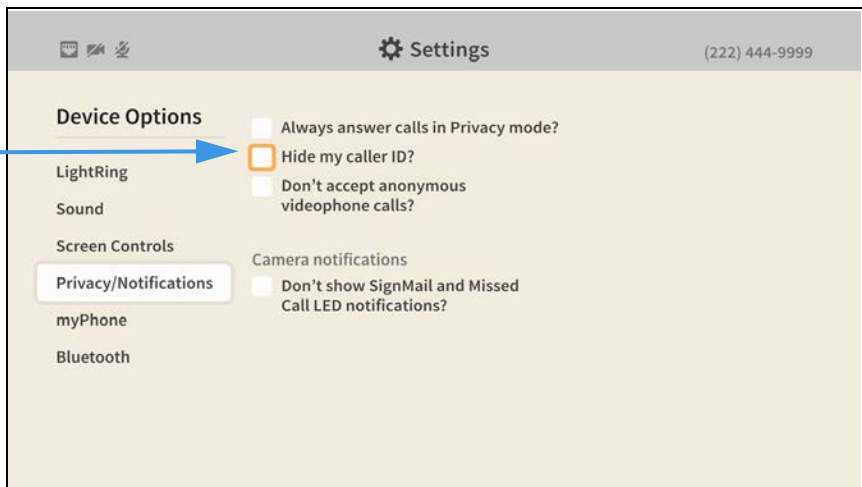 Settings
(222) 444-9999
Device Options
LightRing
Sound
Screen Controls
Privacy/Notifications
myPhone
Bluetooth
Always answer calls in Privacy mode?
Hide my caller ID?
Don't accept anonymous
videophone calls?
Camera notifications
Don't show SignMail and Missed
Call LED notifications?